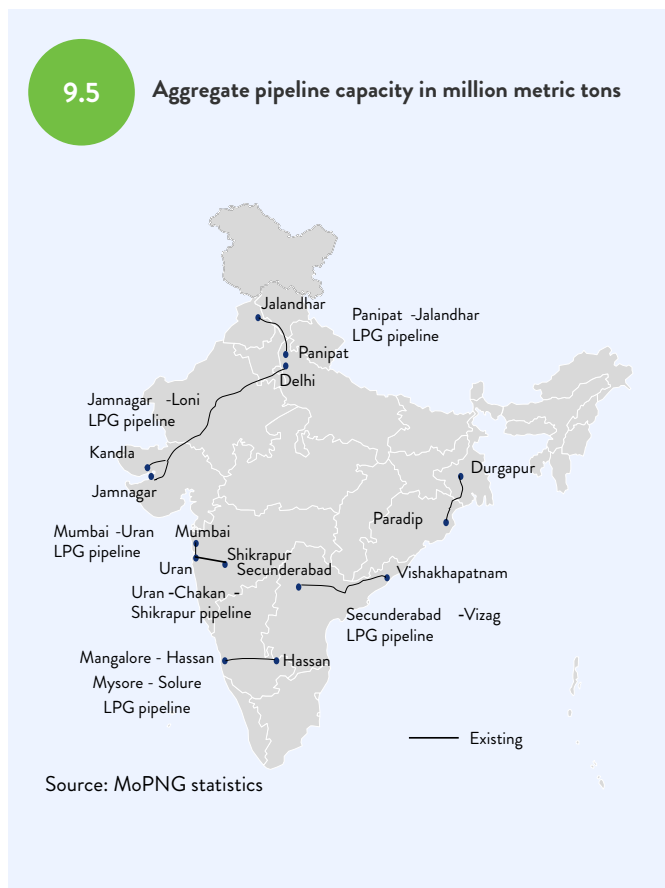 9.5
Aggregate pipeline capacity in million metric tons
Jalandhar
Panipat -Jalandhar
LPG pipeline
Panipat
Delhi
Jamnagar -Loni
LPG pipeline
Kandla
Jamnagar
Durgapur
Paradip
Mumbai -Uran
LPG pipeline
Mumbai
Uran
Shikrapur
Secunderabad
Vishakhapatnam
Uran -Chakan -
Shikrapur pipeline
Secunderabad -Vizag
LPG pipeline
Mangalore - Hassan
Mysore - Solure
LPG pipeline
Hassan
Existing
Source: MoPNG statistics